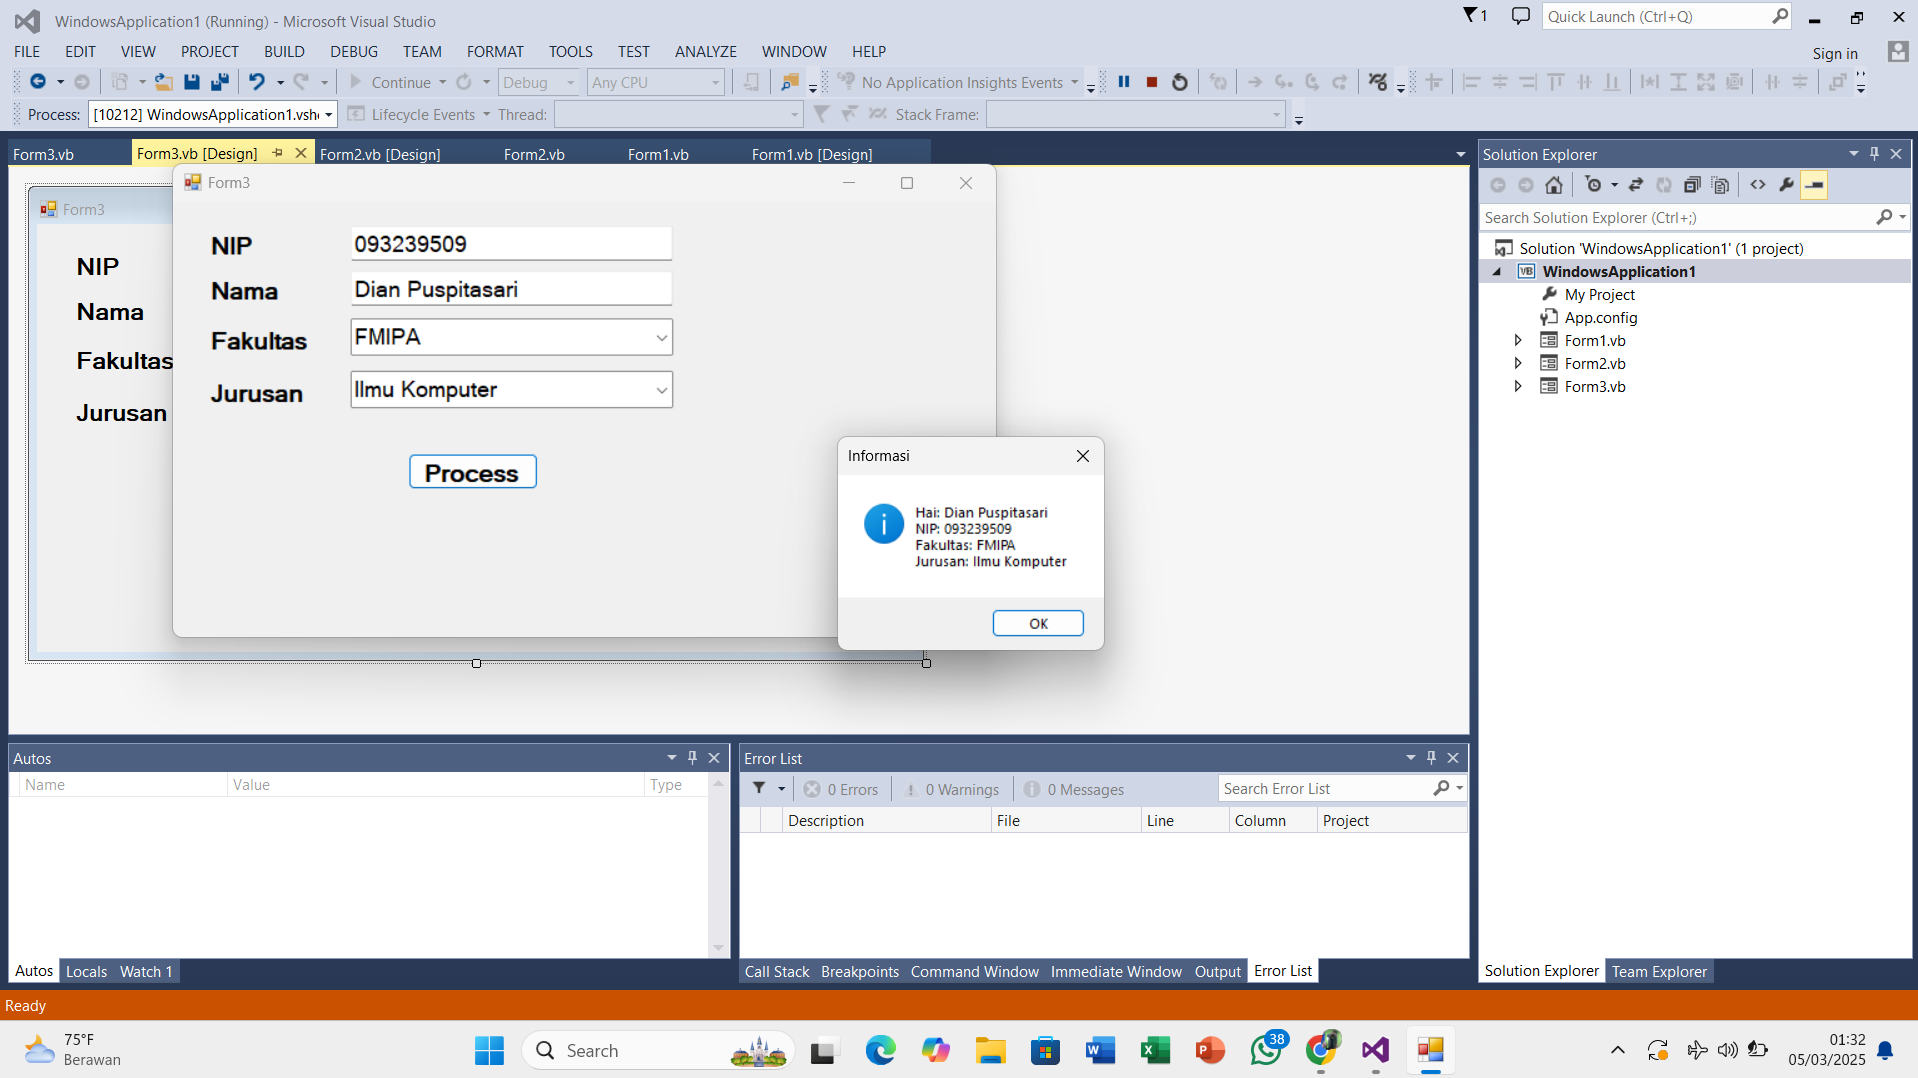 WindowsApplication1 (Running) - Microsoft Visual Studio
1
Quick Launch (Ctrl+Q)
FILE EDIT VIEW PROJECT BUILD DEBUG TEAM FORMAT TOOLS TEST ANALYZE WINDOW HELP
Sign in
Continue Debug Any CPU No Application Insights Events
Process: [10212] WindowsApplication1.vsh Lifecycle Events Thread: Stack Frame:
Form3.vb Form3.vb [Design] Form2.vb [Design] Form2.vb Form1.vb Form1.vb [Design]
Form3
NIP
Nama
Fakultas
Jurusan
Form3
NIP 093239509
Nama Dian Puspitasari
Fakultas FMIPA
Jurusan Ilmu Komputer
Process
Informasi
Hai: Dian Puspitasari
NIP: 093239509
Fakultas: FMIPA
Jurusan: Ilmu Komputer
OK
Solution Explorer
Search Solution Explorer (Ctrl+;)
Solution 'WindowsApplication1' (1 project)
VB WindowsApplication1
My Project
App.config
Form1.vb
Form2.vb
Form3.vb
Autos
Name Value Type
Autos Locals Watch 1
Error List
0 Errors 0 Warnings 0 Messages Search Error List
Description File Line Column Project
Call Stack Breakpoints Command Window Immediate Window Output Error List
Solution Explorer Team Explorer
Ready
75°F
Berawan
Search
38
01:32
05/03/2025